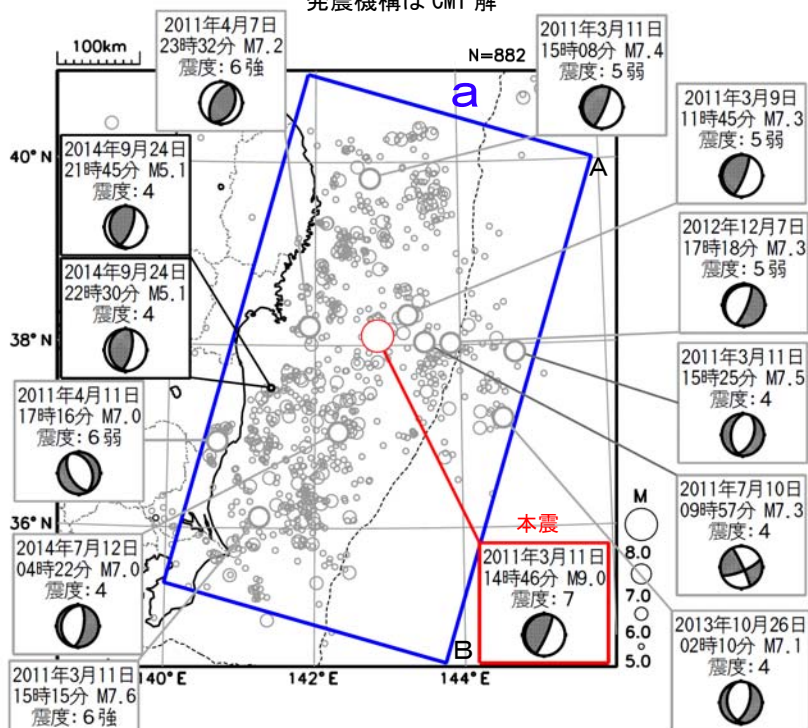 発震機構は CMT 解
100km
N=882
2011年4月7日
23時32分 M7.2
震度:6強
2011年3月11日
15時08分 M7.4
震度:5弱
a
2011年3月9日
11時45分 M7.3
震度:5弱
2014年9月24日
21時45分 M5.1
震度:4
40°N
A
2012年12月7日
17時18分 M7.3
震度:5弱
2014年9月24日
22時30分 M5.1
震度:4
38°N
2011年3月11日
15時25分 M7.5
震度:4
2011年4月11日
17時16分 M7.0
震度:6弱
2011年7月10日
09時57分 M7.3
震度:4
36°N
本震
2011年3月11日
14時46分 M9.0
震度:7
M
8.0
7.0
6.0
5.0
2014年7月12日
04時22分 M7.0
震度:4
2013年10月26日
02時10分 M7.1
震度:4
B
2011年3月11日
15時15分 M7.6
震度:6強
140°E
142°E
144°E